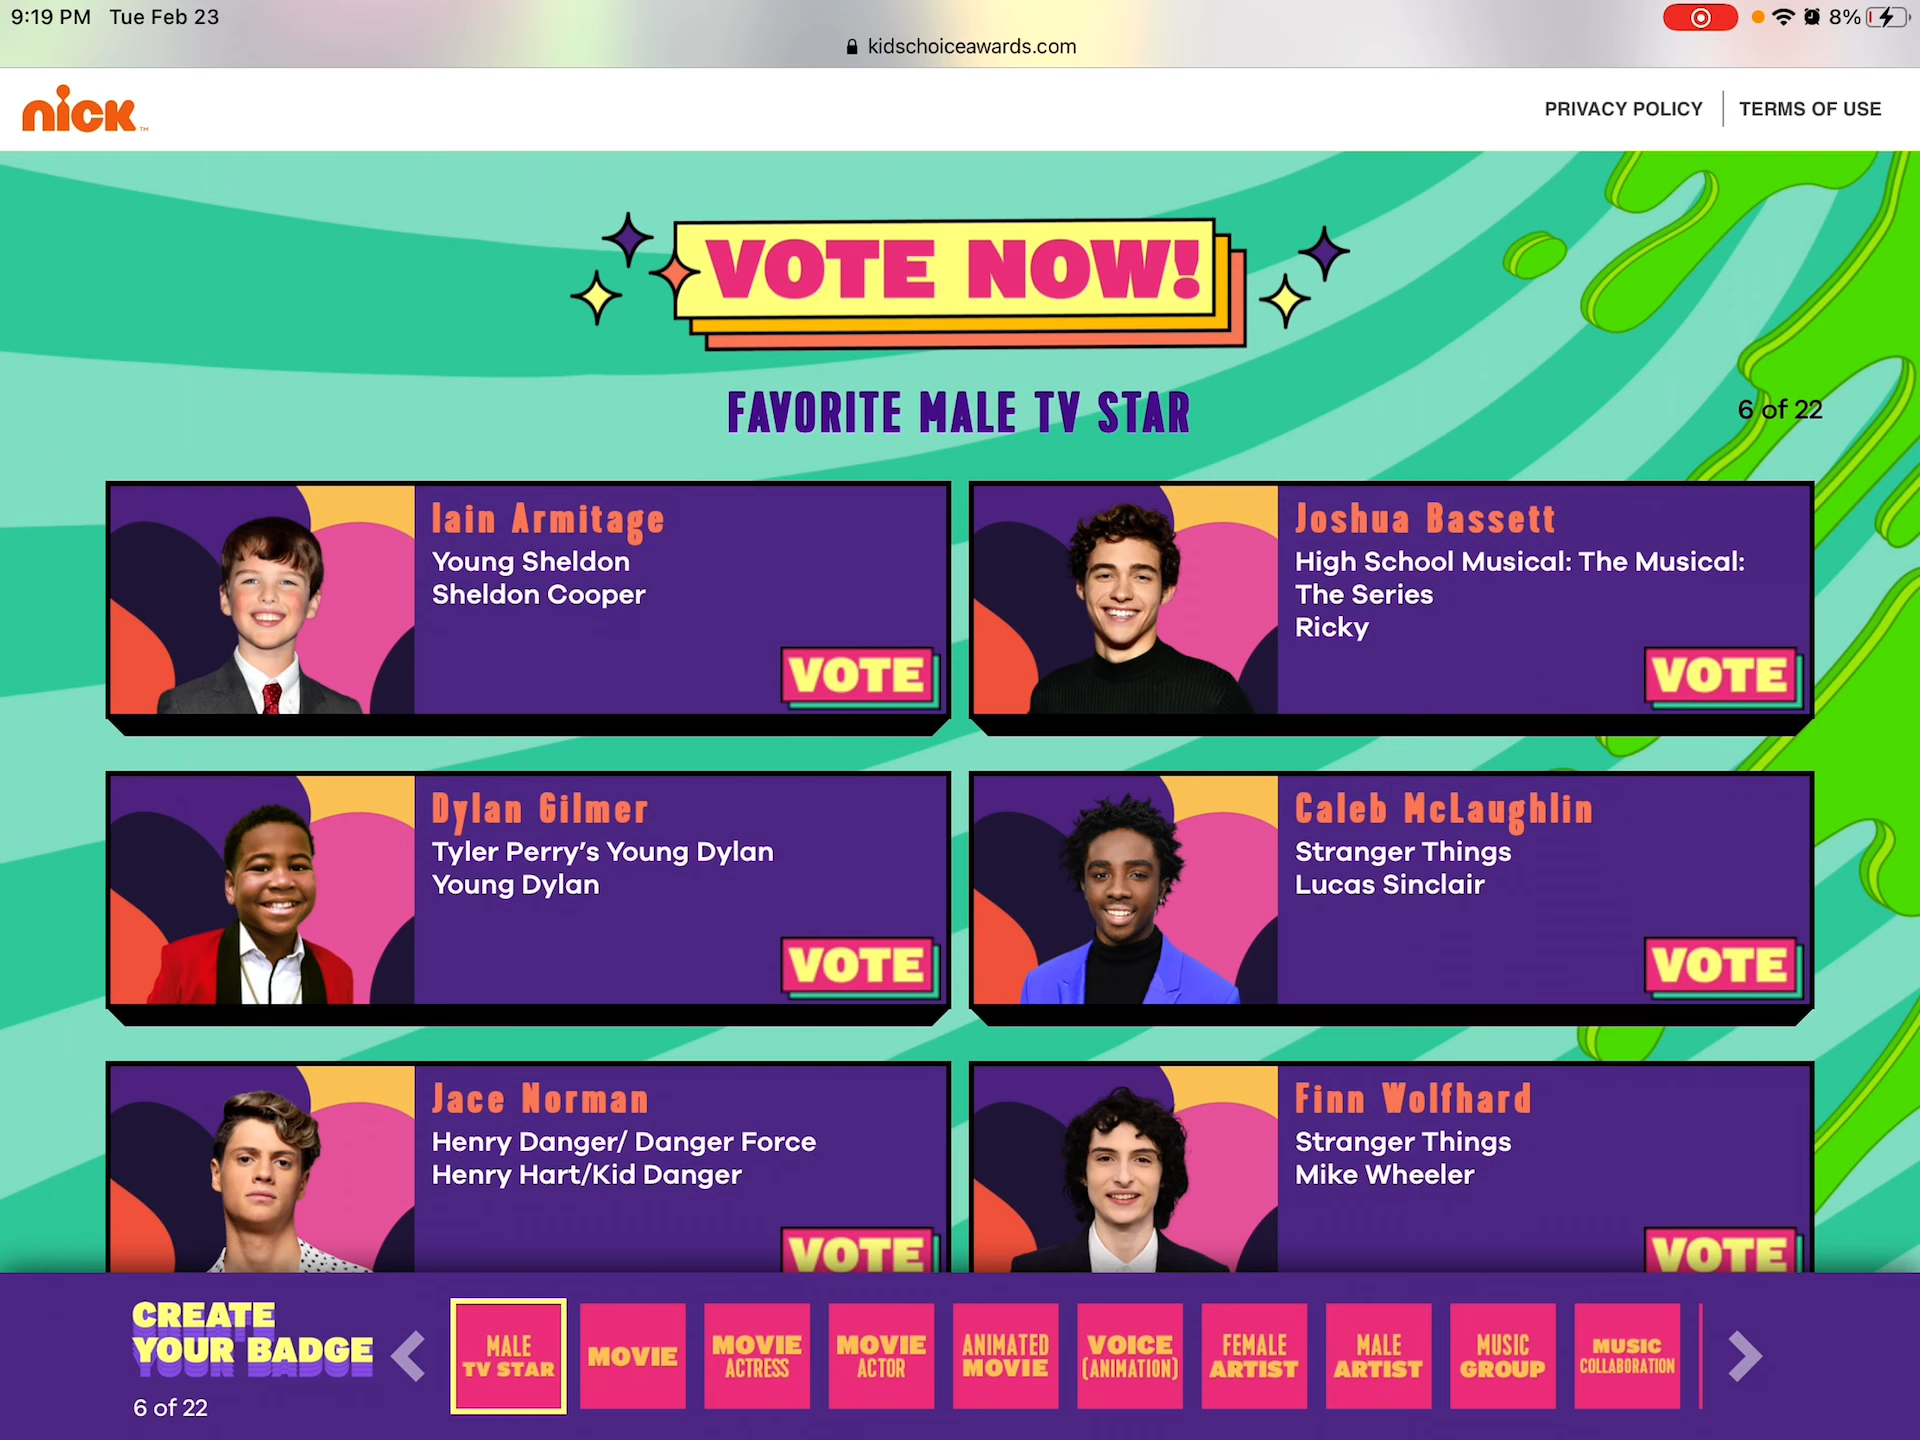 9:19 PM Tue Feb 23
8%
kidschoiceawards.com
nick
PRIVACY POLICY
TERMS OF USE
VOTE NOW!
FAVORITE MALE TV STAR
6 of 22
Iain Armitage
Young Sheldon
Sheldon Cooper
VOTE
Joshua Bassett
High School Musical: The Musical:
The Series
Ricky
VOTE
Dylan Gilmer
Tyler Perry’s Young Dylan
Young Dylan
VOTE
Caleb McLaughlin
Stranger Things
Lucas Sinclair
VOTE
Jace Norman
Henry Danger/ Danger Force
Henry Hart/Kid Danger
VOTE
Finn Wolfhard
Stranger Things
Mike Wheeler
VOTE
CREATE
YOUR BADGE
6 of 22
MALE
TV STAR
MOVIE
MOVIE
ACTRESS
MOVIE
ACTOR
ANIMATED
MOVIE
VOICE
(ANIMATION)
FEMALE
ARTIST
MALE
ARTIST
MUSIC
GROUP
MUSIC
COLLABORATION